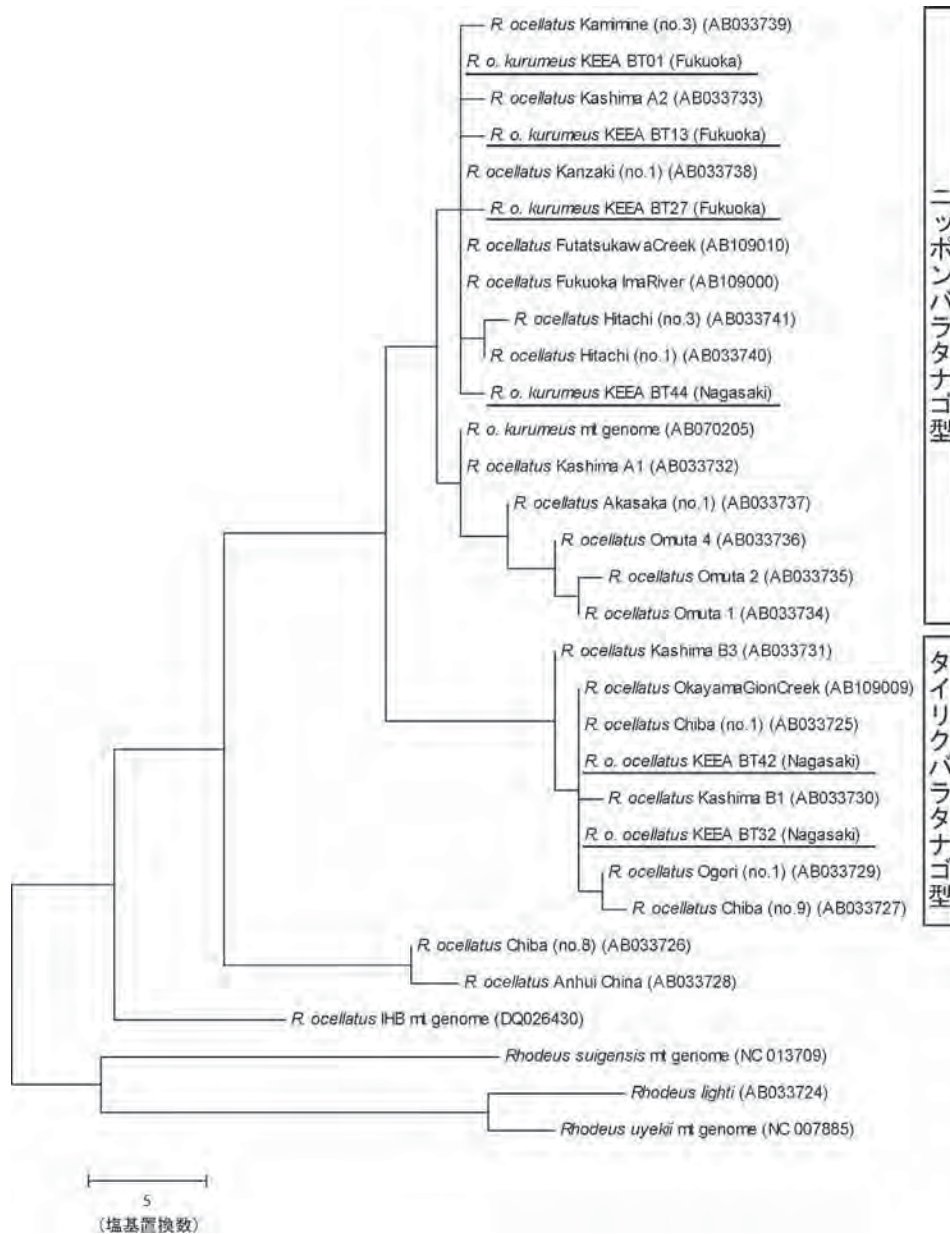 R. ocellatus Kamimine (no.3) (AB033739)
R. o. kurumeus KEEA BT01 (Fukuoka)
R. ocellatus Kashima A2 (AB033733)
R. o. kurumeus KEEA BT13 (Fukuoka)
R. ocellatus Kanzaki (no.1) (AB033738)
R. o. kurumeus KEEA BT27 (Fukuoka)
R. ocellatus FutatsukawaCreek (AB109010)
R. ocellatus Fukuoka ImaRiver (AB109000)
R. ocellatus Hitachi (no.3) (AB033741)
R. ocellatus Hitachi (no.1) (AB033740)
R. o. kurumeus KEEA BT44 (Nagasaki)
R. o. kurumeus mt genome (AB070205)
R. ocellatus Kashima A1 (AB033732)
R. ocellatus Akasaka (no.1) (AB033737)
R. ocellatus Omuta 4 (AB033736)
R. ocellatus Omuta 2 (AB033735)
R. ocellatus Omuta 1 (AB033734)
ニッポンバラタナゴ型
R. ocellatus Kashima B3 (AB033731)
R. ocellatus OkayamaGionCreek (AB109009)
R. ocellatus Chiba (no.1) (AB033725)
R. o. ocellatus KEEA BT42 (Nagasaki)
R. ocellatus Kashima B1 (AB033730)
R. o. ocellatus KEEA BT32 (Nagasaki)
R. ocellatus Ogori (no.1) (AB033729)
R. ocellatus Chiba (no.9) (AB033727)
タイリクバラタナゴ型
R. ocellatus Chiba (no.8) (AB033726)
R. ocellatus Anhui China (AB033728)
R. ocellatus IHB mt genome (DQ026430)
Rhodeus suigensis mt genome (NC 013709)
Rhodeus lighti (AB033724)
Rhodeus uyekii mt genome (NC 007885)
5
(塩基置換数)